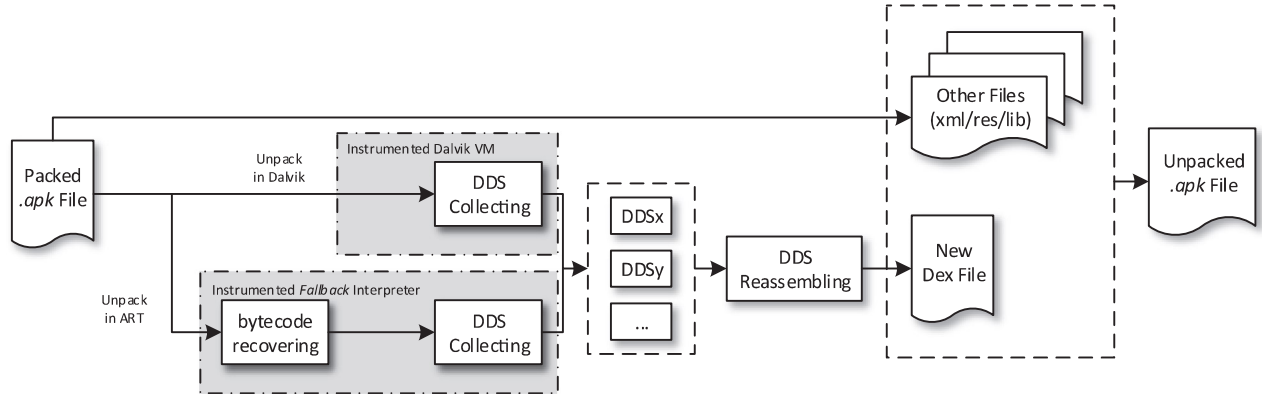 Other Files
(xml/res/lib)
Packed
.apk File
Unpack
in Dalvik
Instrumented Dalvik VM
DDS
Collecting
Unpacked
.apk File
DDSx
DDSy
...
DDS
Reassembling
New
Dex File
Unpack
in ART
Instrumented Fallback Interpreter
bytecode
recovering
DDS
Collecting